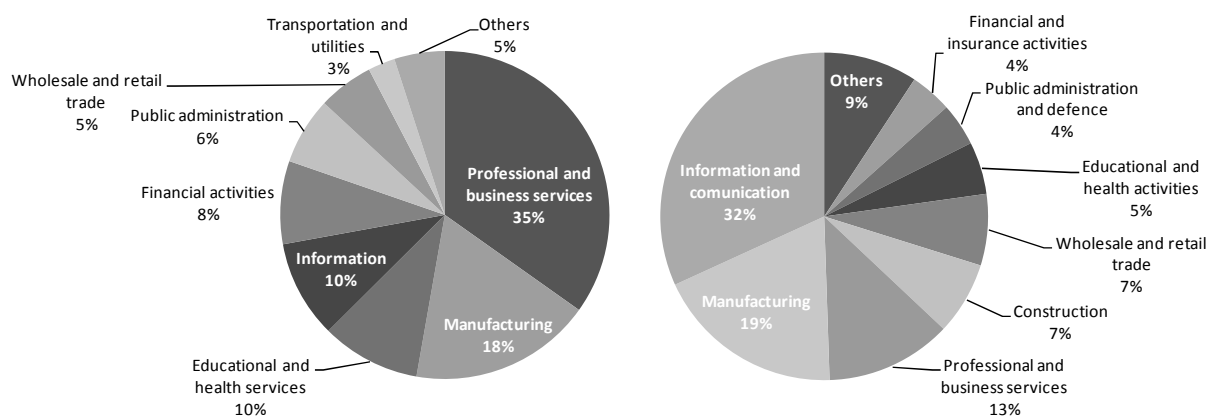 Transportation and
utilities
3%
Others
5%
Wholesale and retail
trade
5%
Public administration
6%
Financial activities
8%
Information
10%
Educational and
health services
10%
Manufacturing
18%
Professional and
business services
35%
Others
9%
Financial and
insurance activities
4%
Public administration
and defence
4%
Educational and
health activities
5%
Wholesale and retail
trade
7%
Construction
7%
Professional and
business services
13%
Manufacturing
19%
Information and
comunication
32%